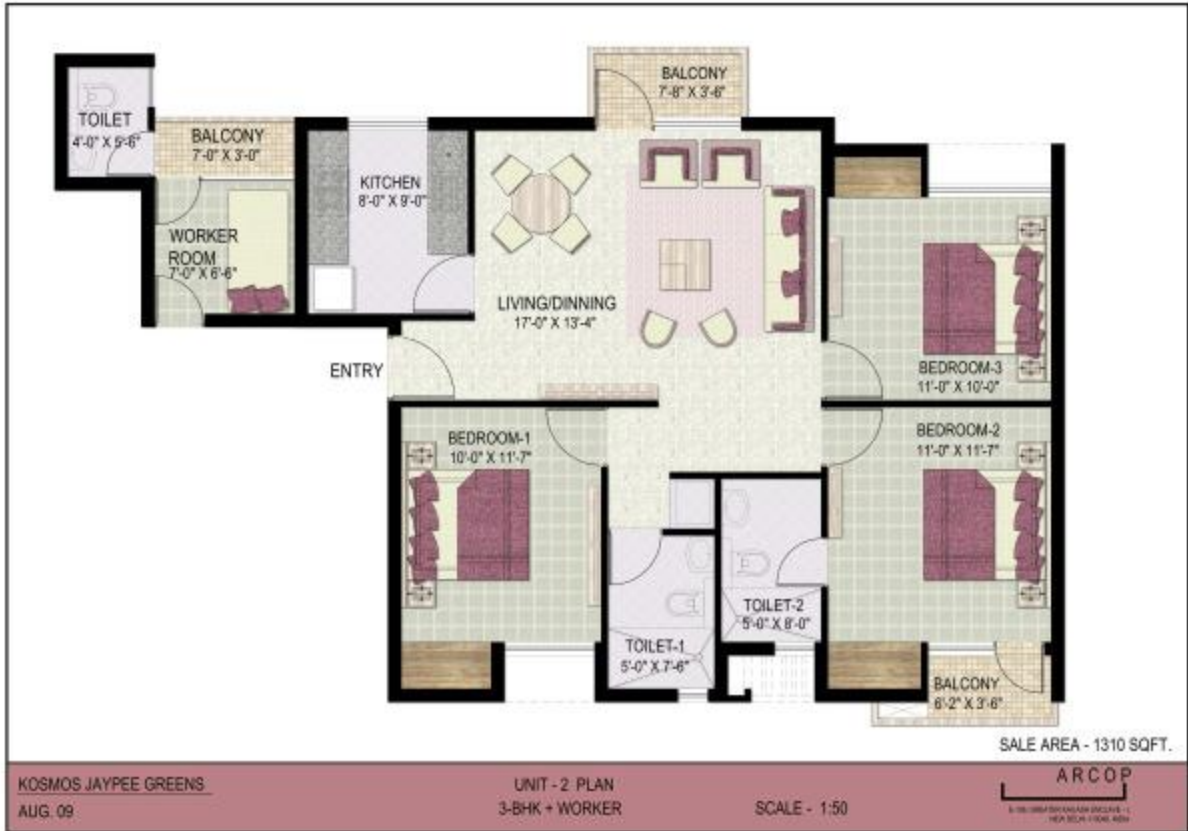 BALCONY
7'-8" X 3'-6"
TOILET
4'-0" X 5'-6"
BALCONY
7'-0" X 3'-0"
KITCHEN
8'-0" X 9'-0"
WORKER
ROOM
7'-0" X 6'-6"
LIVING/DINNING
17'-0" X 13'-4"
ENTRY
BEDROOM-3
11'-0" X 10'-0"
BEDROOM-1
10'-0" X 11'-7"
BEDROOM-2
11'-0" X 11'-7"
TOILET-2
5'-0" X 8'-0"
TOILET-1
5'-0" X 7'-6"
BALCONY
6'-2" X 3'-6"
SALE AREA - 1310 SQFT.
KOSMOS JAYPEE GREENS
AUG. 09
UNIT - 2 PLAN
3-BHK + WORKER
SCALE - 1:50
ARCOP